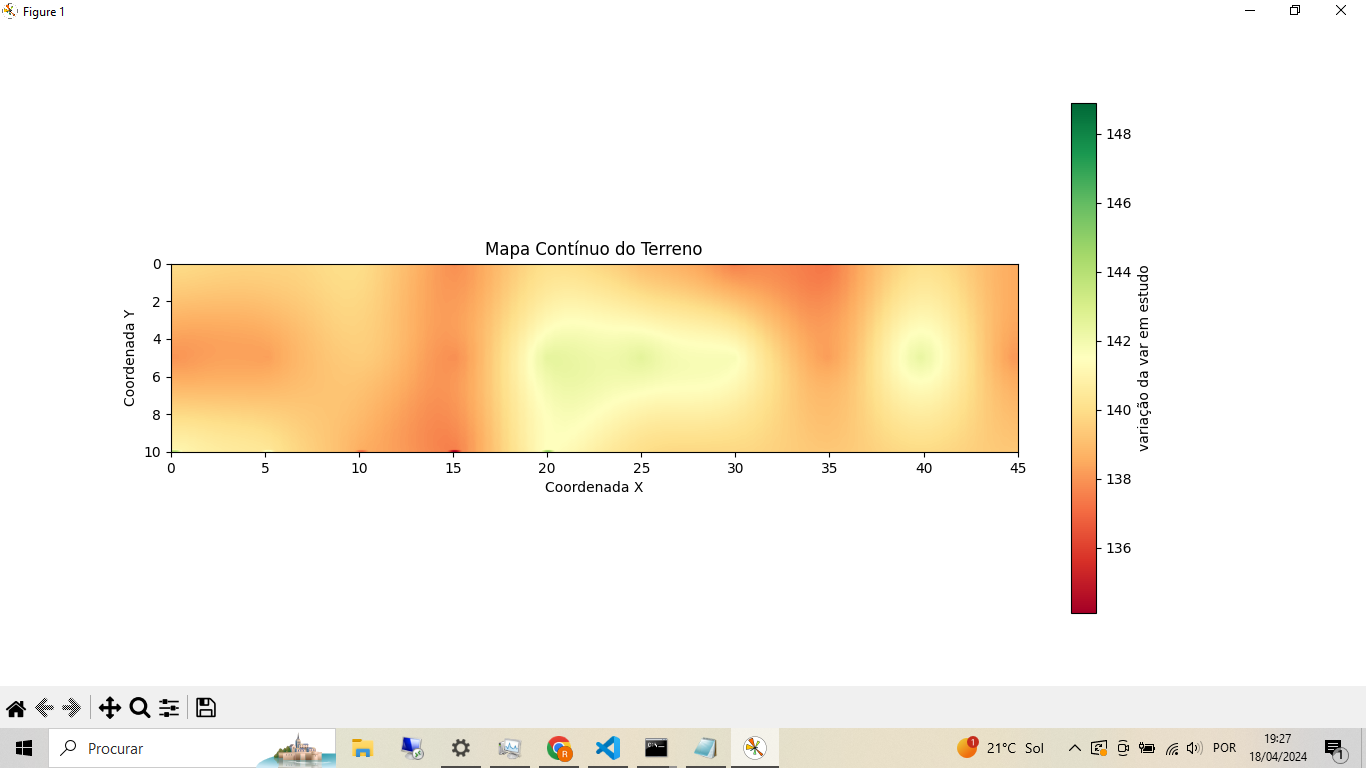 Figure 1
Mapa Contínuo do Terreno
0
2
4
6
8
10
Coordenada Y
0 5 10 15 20 25 30 35 40 45
Coordenada X
148
146
144
142
140
138
136
variação da var em estudo
Procurar
R
1
21°C Sol
POR
19:27
18/04/2024
1